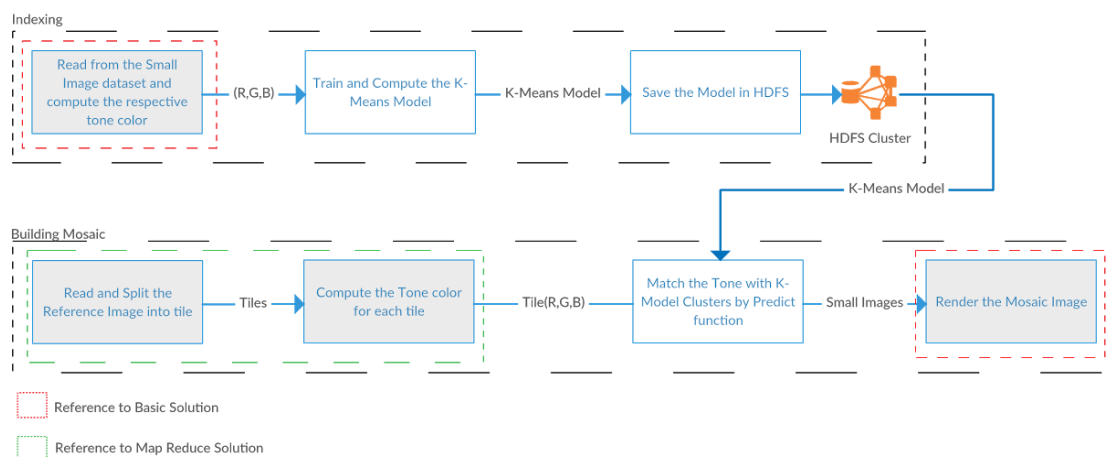 Indexing
Read from the Small
Image dataset and
compute the respective
tone color
(R,G,B)
Train and Compute the K-
Means Model
K-Means Model
Save the Model in HDFS
HDFS Cluster
K-Means Model
Building Mosaic
Read and Split the
Reference Image into tile
Tiles
Compute the Tone color
for each tile
Tile(R,G,B)
Match the Tone with K-
Model Clusters by Predict
function
Small Images
Render the Mosaic Image
Reference to Basic Solution
Reference to Map Reduce Solution